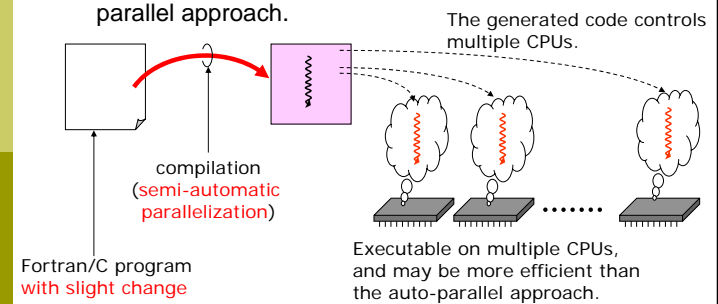 parallel approach.
The generated code controls
multiple CPUs.
compilation
(semi-automatic
parallelization)
Fortran/C program
with slight change
Executable on multiple CPUs,
and may be more efficient than
the auto-parallel approach.